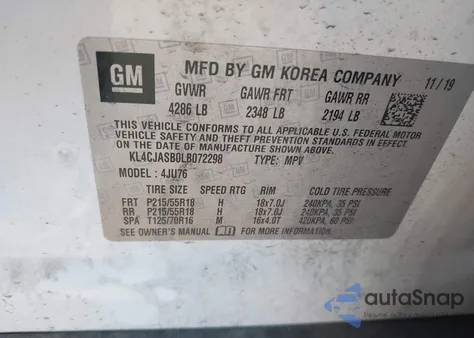 GM
MFD BY GM KOREA COMPANY 11/19
GVWR GAWR FRT GAWR RR
4286 LB 2348 LB 2194 LB
THIS VEHICLE CONFORMS TO ALL APPLICABLE U.S. FEDERAL MOTOR
VEHICLE SAFETY AND THEFT PREVENTION STANDARDS IN EFFECT ON
THE DATE OF MANUFACTURE SHOWN ABOVE.
KL4CJASB0LB072298 TYPE: MPV
MODEL: 4JU76
TIRE SIZE SPEED RTG RIM COLD TIRE PRESSURE
FRT P215/55R18 H 18x7.0J 240KPA, 35 PSI
RR P215/55R18 H 18x7.0J 240KPA, 35 PSI
SPA T125/70R16 M 16x4.0T 420KPA, 60 PSI
SEE OWNER'S MANUAL
autaSnap